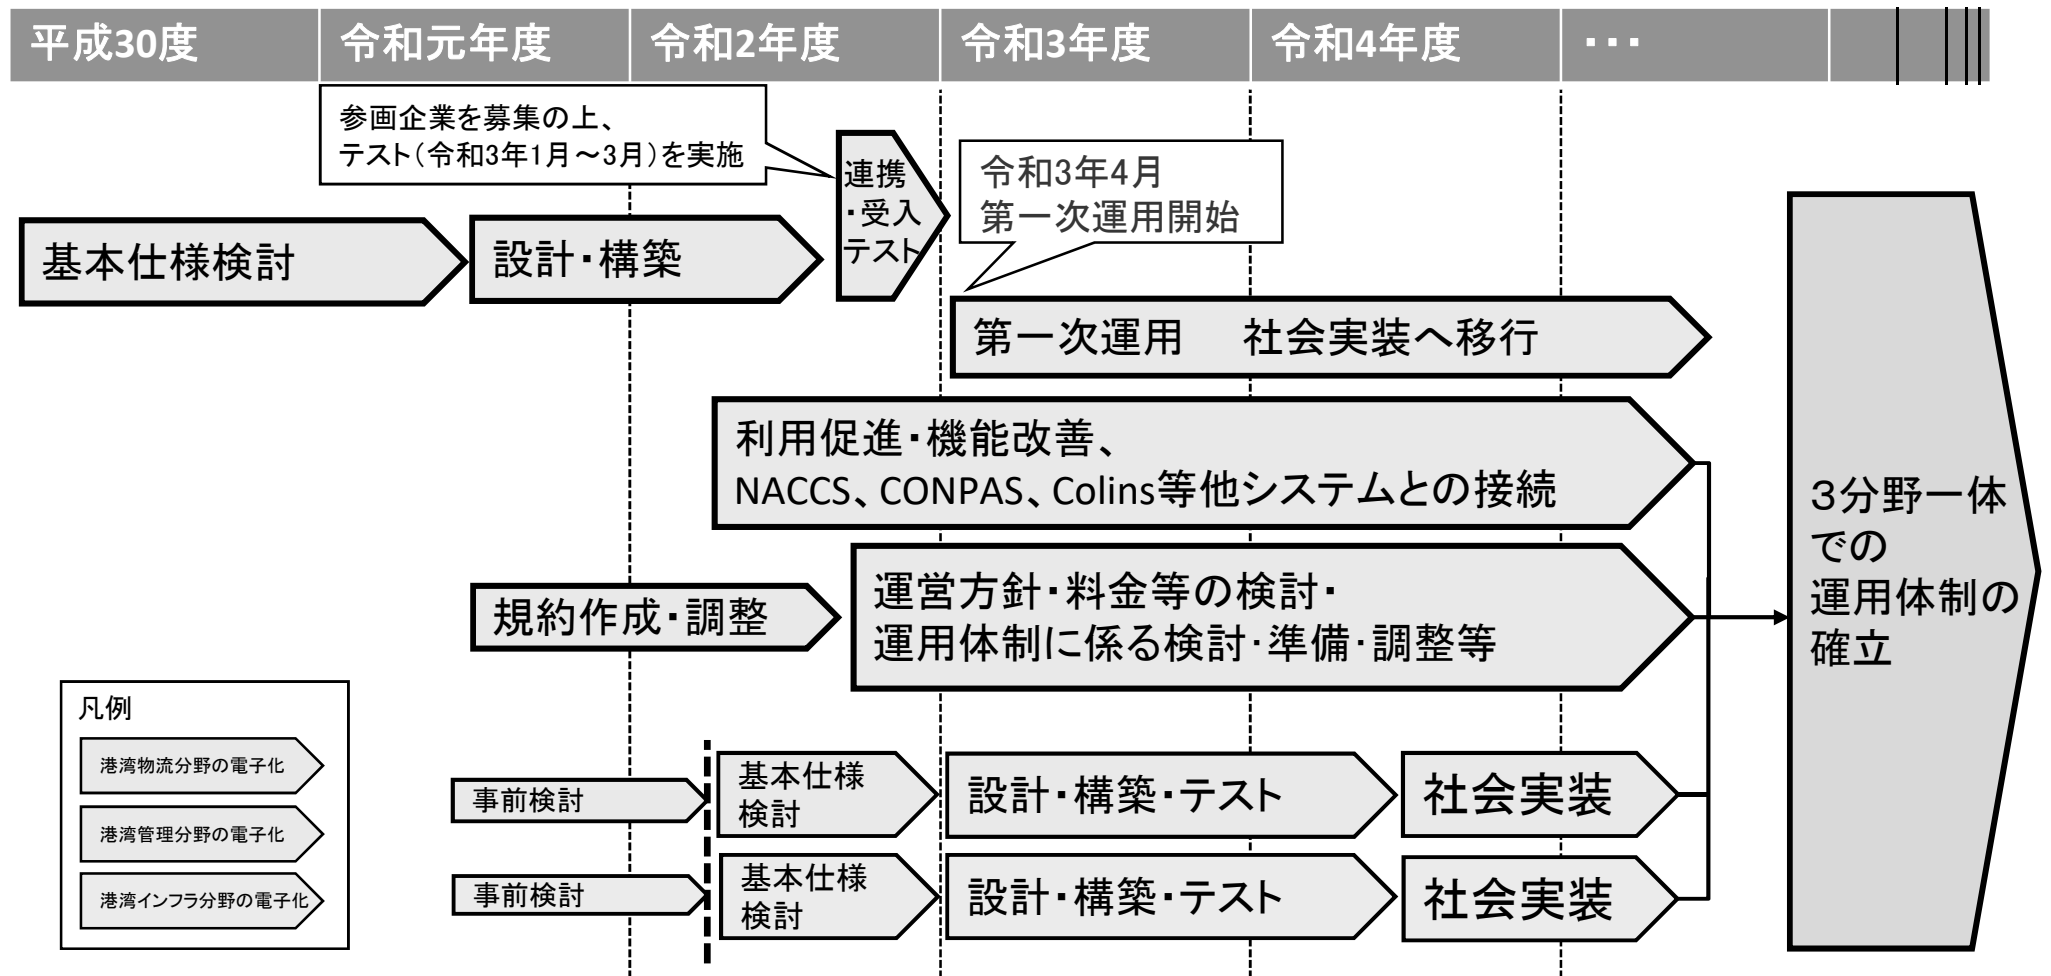 平成30度
令和元年度
令和2年度
令和3年度
令和4年度
・・・
参画企業を募集の上、
テスト(令和3年1月～3月)を実施
連携
・受入
テスト
令和3年4月
第一次運用開始
基本仕様検討
設計・構築
第一次運用　社会実装へ移行
利用促進・機能改善、
NACCS、CONPAS、Colins等他システムとの接続
規約作成・調整
運営方針・料金等の検討・
運用体制に係る検討・準備・調整等
3分野一体
での
運用体制の
確立
凡例
港湾物流分野の電子化
港湾管理分野の電子化
港湾インフラ分野の電子化
事前検討
基本仕様
検討
設計・構築・テスト
社会実装
事前検討
基本仕様
検討
設計・構築・テスト
社会実装